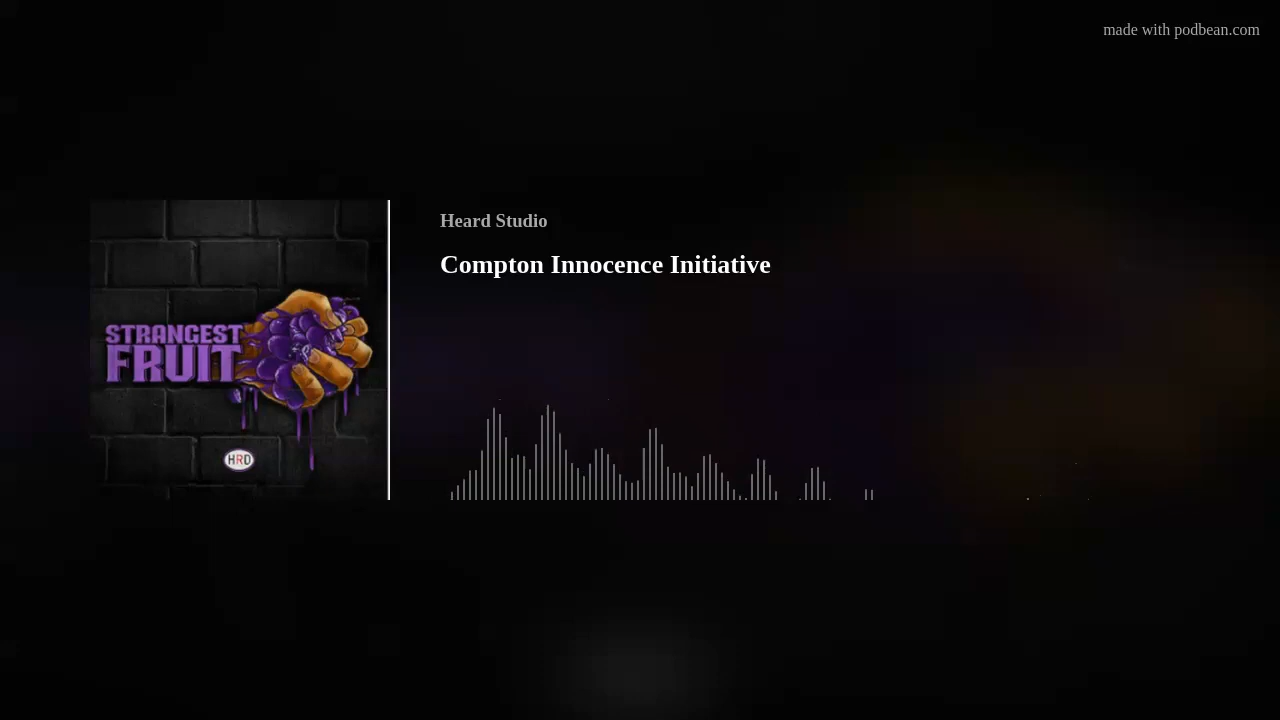 made with podbean.com
Heard Studio
Compton Innocence Initiative
STRANGEST
FRUIT
HRD